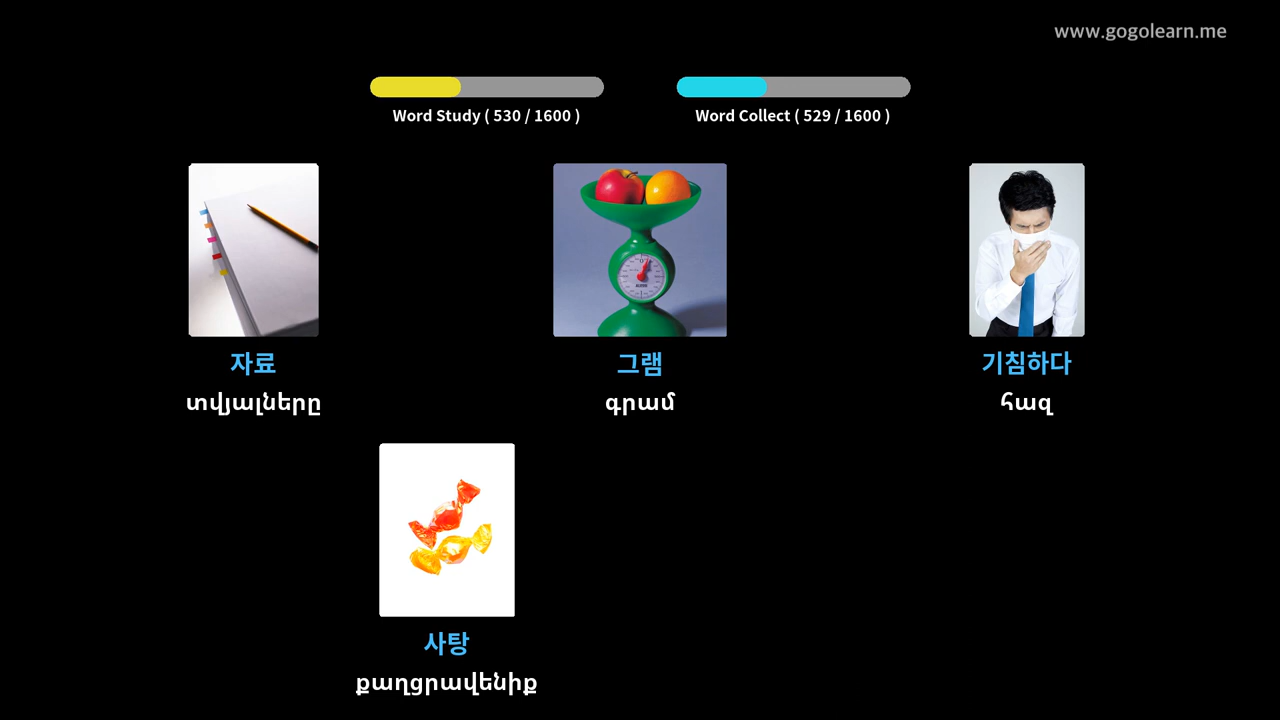 www.gogolearn.me
Word Study ( 530 / 1600 )
Word Collect ( 529 / 1600 )
자료
տվյալները
그램
գրամ
기침하다
հազ
사탕
քաղցրավենիք